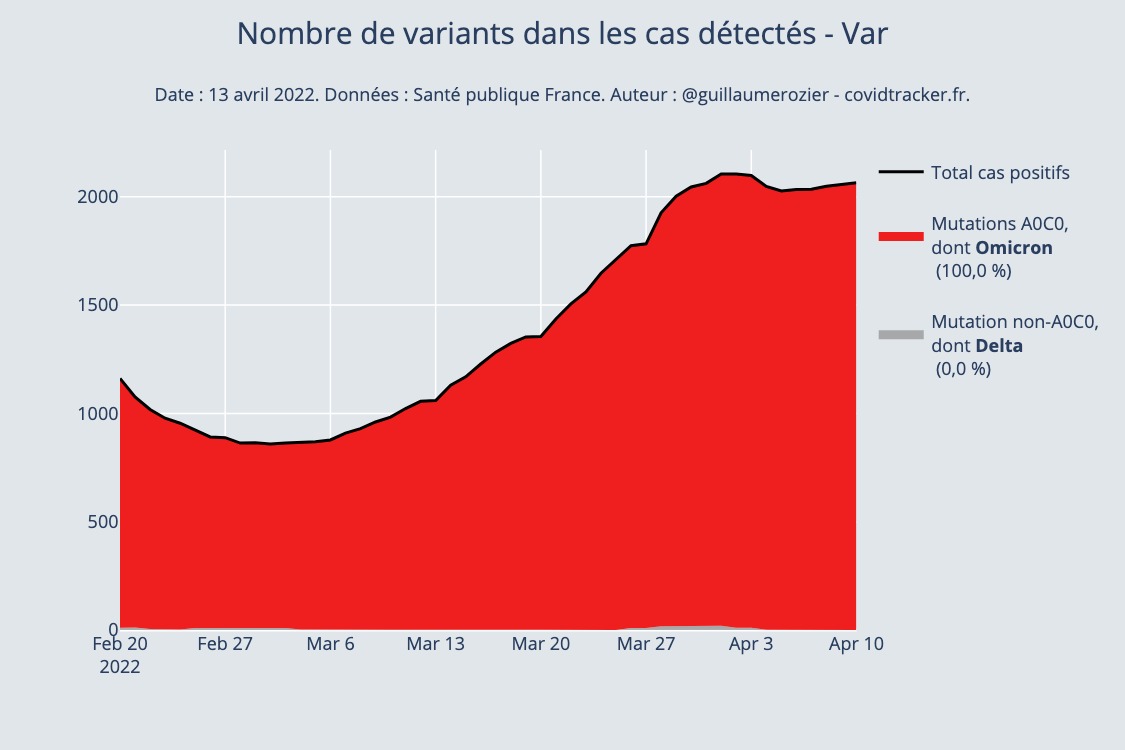 Nombre de variants dans les cas détectés - Var
Date : 13 avril 2022. Données : Santé publique France. Auteur : @guillaumerozier - covidtracker.fr.
Total cas positifs
Mutations A0C0,
dont Omicron
(100,0 %)
Mutation non-A0C0,
dont Delta
(0,0 %)
2000
1500
1000
500
0
Feb 20
2022
Feb 27
Mar 6
Mar 13
Mar 20
Mar 27
Apr 3
Apr 10